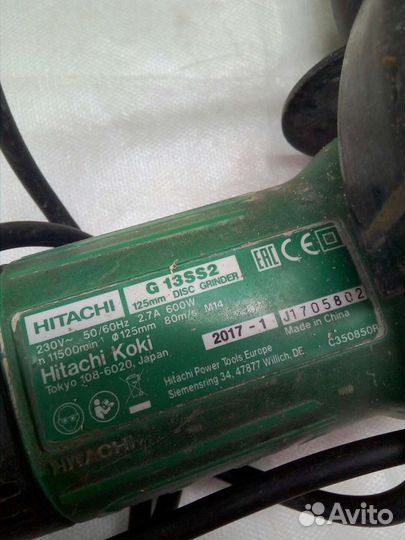 HITACHI
G 13SS2
125mm DISC GRINDER
230V~ 50/60Hz 2.7A 600W
n 11500min⁻¹ ø125mm 80m/s M14
Hitachi Koki
Tokyo 108-6020, Japan
2017 - 1
J1705802
Made in China
Hitachi Power Tools Europe
Siemensring 34, 47877 Willich, DE.
C350850F
EAC CE
HITACHI
Avito